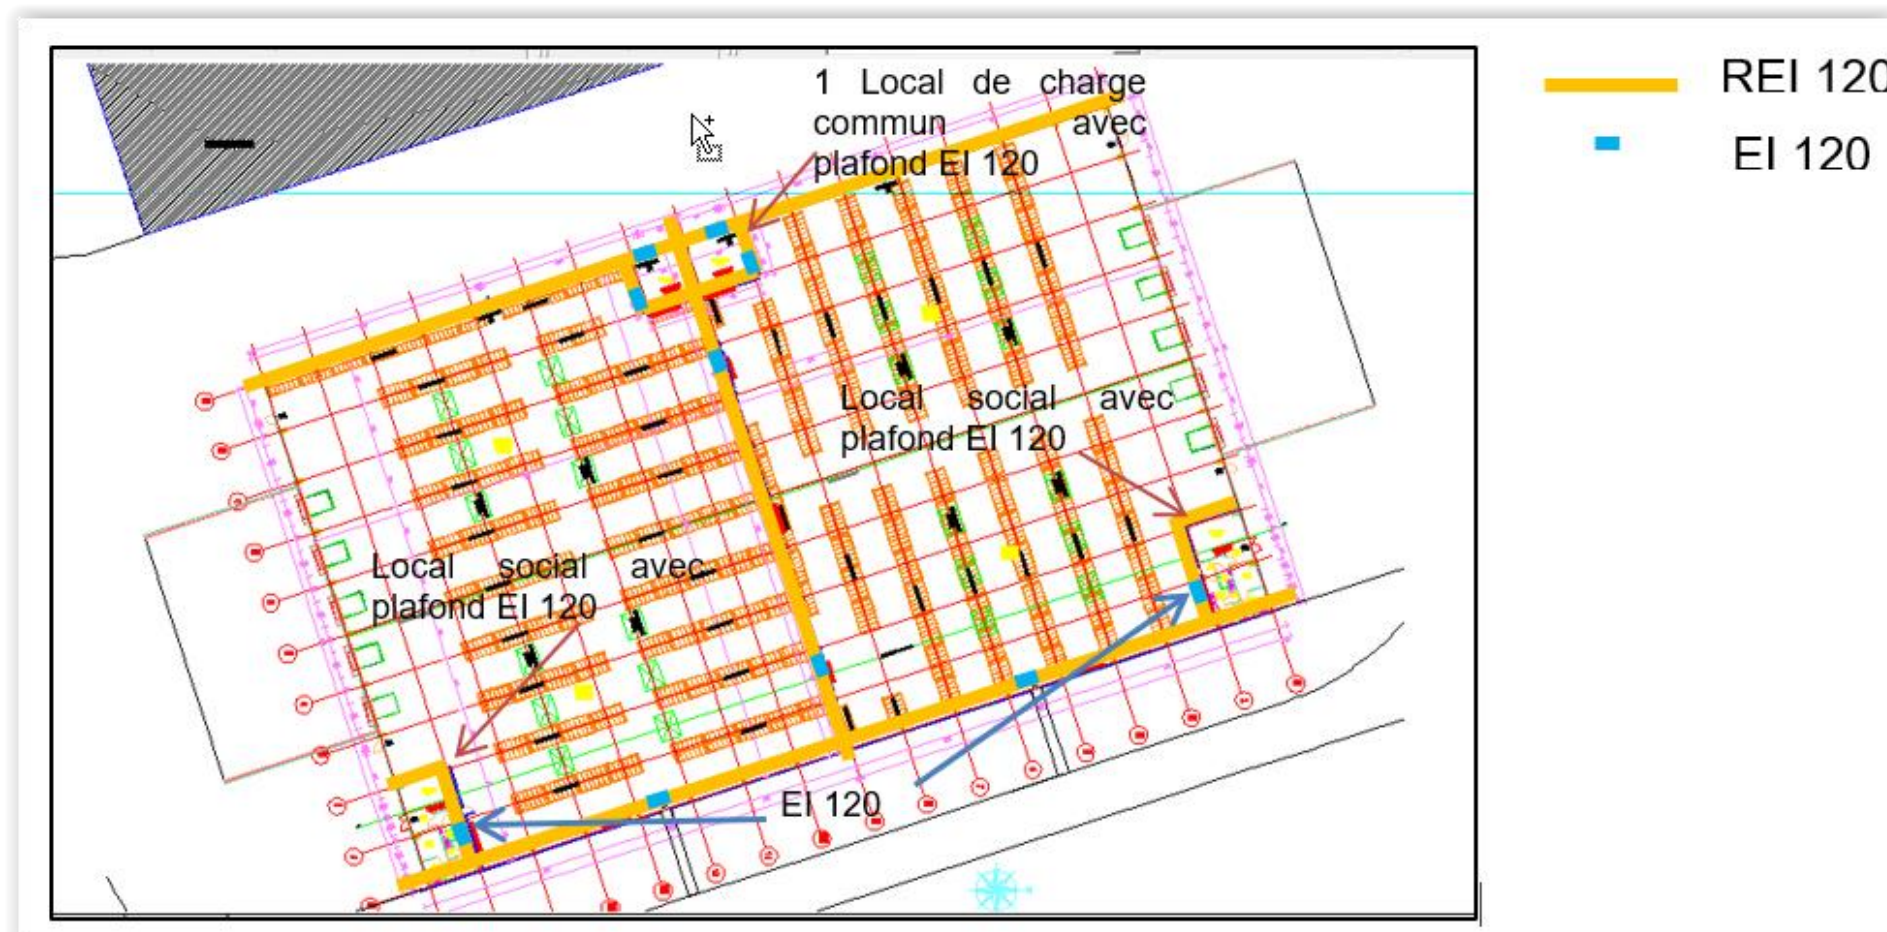 1 Local de charge
commun avec
plafond EI 120
REI 120
EI 120
Local social avec
plafond EI 120
Local social avec
plafond EI 120
EI 120